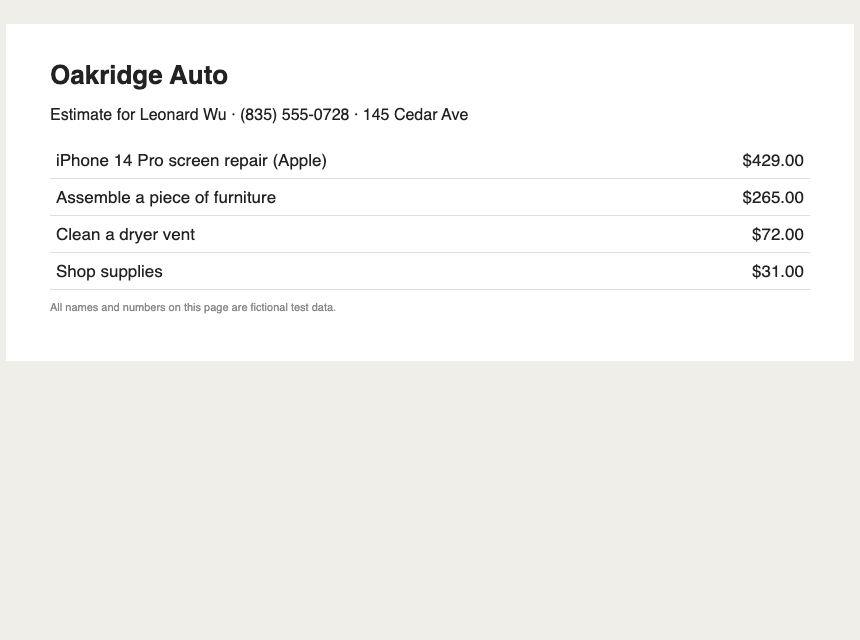 Oakridge Auto
Estimate for Leonard Wu · (835) 555-0728 · 145 Cedar Ave
iPhone 14 Pro screen repair (Apple) $429.00
Assemble a piece of furniture $265.00
Clean a dryer vent $72.00
Shop supplies $31.00
All names and numbers on this page are fictional test data.